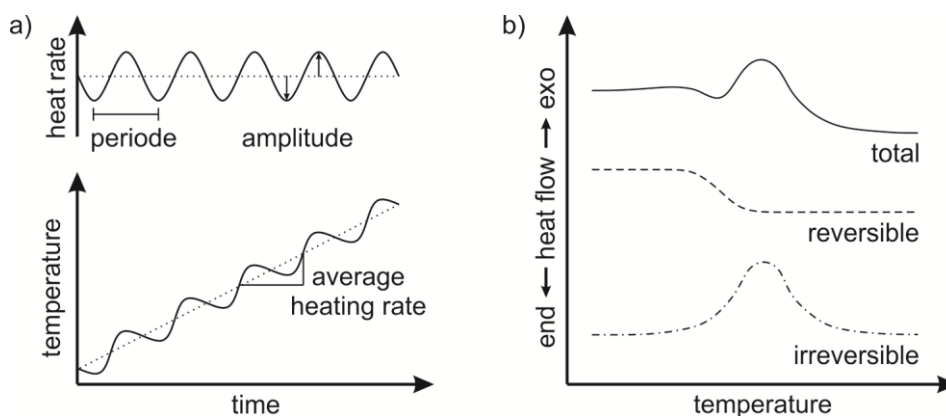 a)
heat rate
periode
amplitude
temperature
average
heating rate
time
b)
end ← heat flow → exo
total
reversible
irreversible
temperature